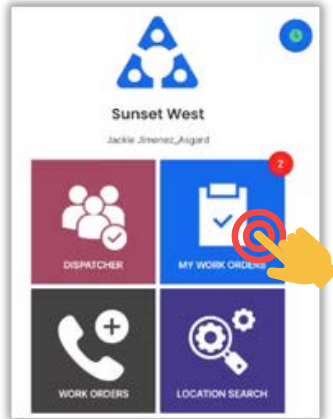 Sunset West
Jackie Jimenez_Asgard
2
DISPATCHER
MY WORK ORDERS
WORK ORDERS
LOCATION SEARCH